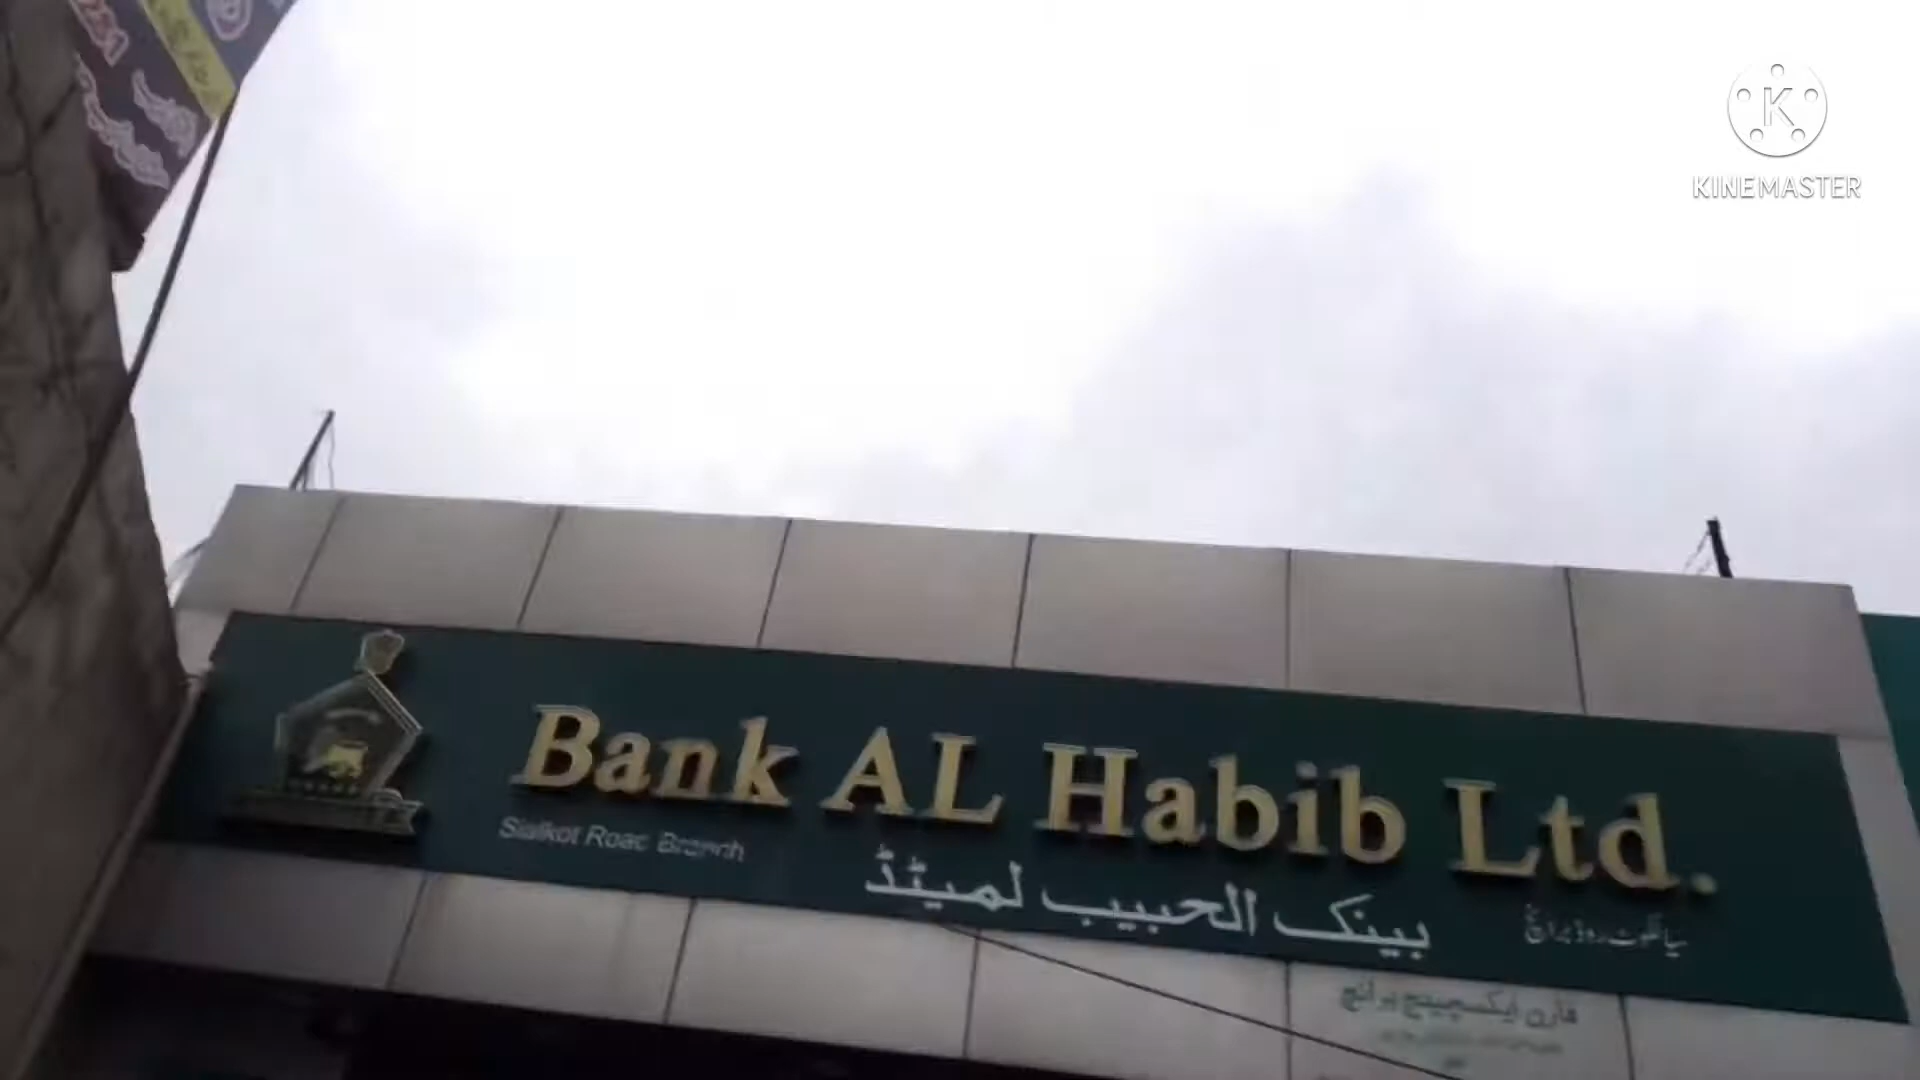 KINEMASTER
Bank AL Habib Ltd.
Sialkot Road Branch
بینک الحبیب لمیٹڈ
سیالکوٹ روڈ برانچ
فارن ایکسچینج برانچ